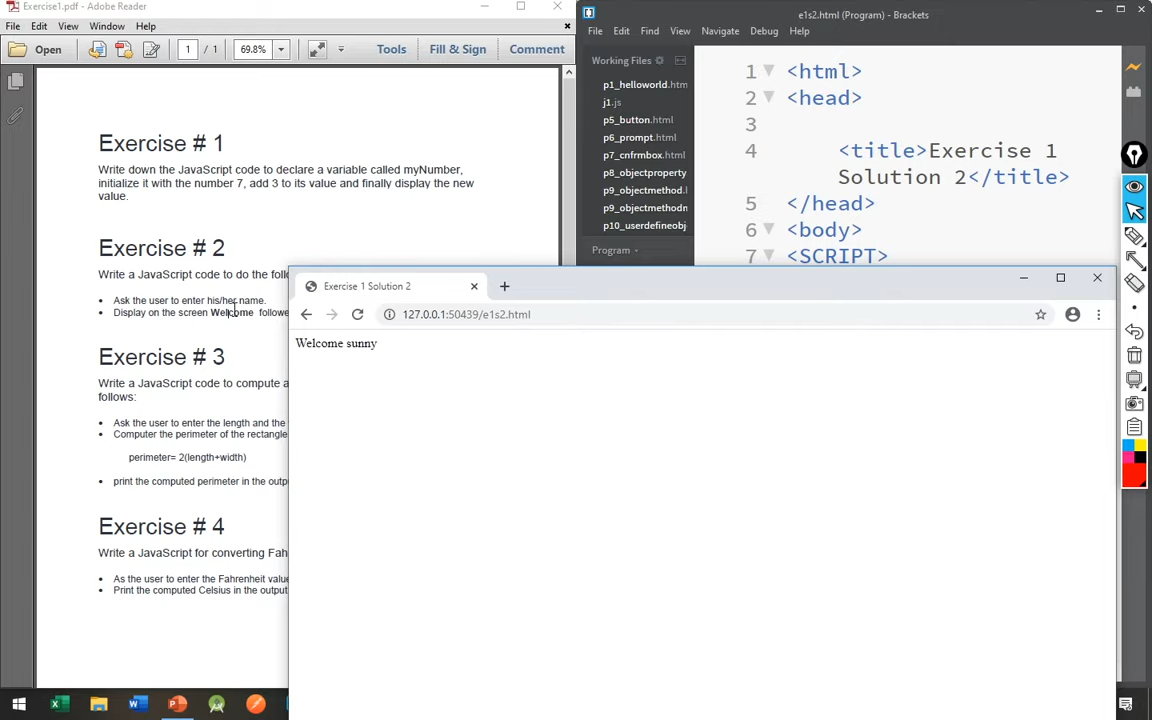 Exercise1.pdf - Adobe Reader
File Edit View Window Help
Open 1 / 1 69.8% Tools Fill & Sign Comment
Exercise # 1
Write down the JavaScript code to declare a variable called myNumber,
initialize it with the number 7, add 3 to its value and finally display the new
value.
Exercise # 2
Write a JavaScript code to do the
Ask the user to enter his/her name.
Display on the screen Welcome
Exercise # 3
Write a JavaScript code to compute
follows:
Ask the user to enter the length and the
Computer the perimeter of the rectangle
perimeter= 2(length+width)
print the computed perimeter in the
Exercise # 4
Write a JavaScript for converting
As the user to enter the Fahrenheit
Print the computed Celsius in the output
e1s2.html (Program) - Brackets
File Edit Find View Navigate Debug Help
Working Files
p1_helloworld.htm
j1.js
p5_button.html
p6_prompt.html
p7_cnfrmbox.html
p8_objectproperty
p9_objectmethod.
p9_objectmethodn
p10_userdefineobj
Program
1 <html>
2 <head>
3
4 <title>Exercise 1
Solution 2</title>
5 </head>
6 <body>
7 <SCRIPT>
Exercise 1 Solution 2
127.0.0.1:50439/e1s2.html
Welcome sunny